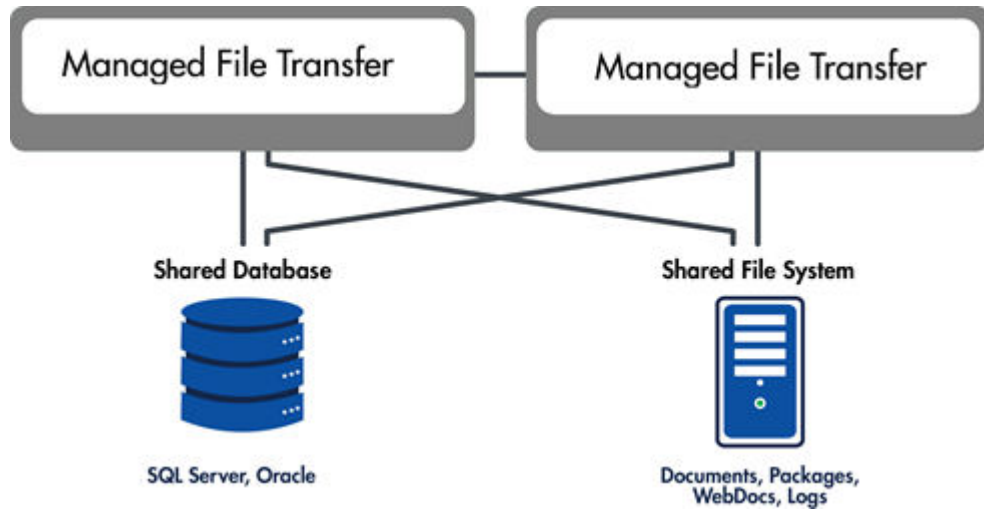 Managed File Transfer
Managed File Transfer
Shared Database
Shared File System
SQL Server, Oracle
Documents, Packages,
WebDocs, Logs